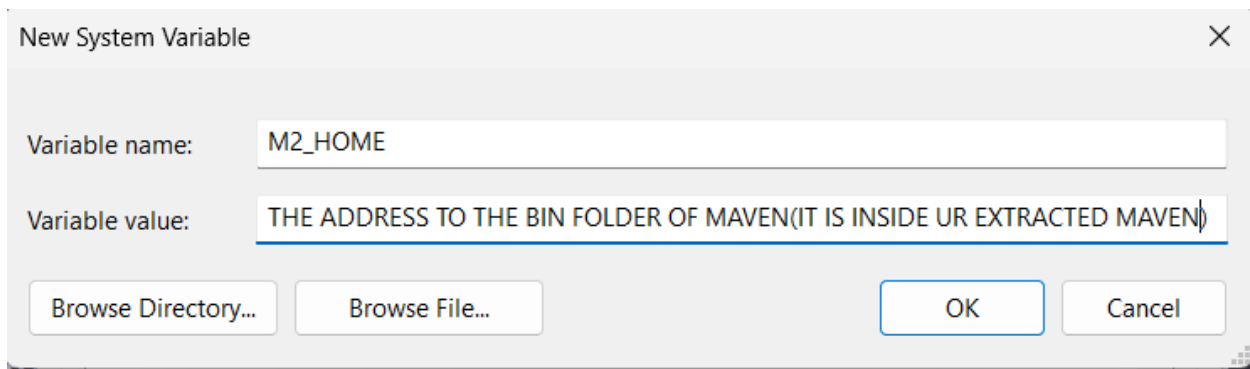 New System Variable
Variable name: M2_HOME
Variable value: THE ADDRESS TO THE BIN FOLDER OF MAVEN(IT IS INSIDE UR EXTRACTED MAVEN)
Browse Directory... Browse File... OK Cancel